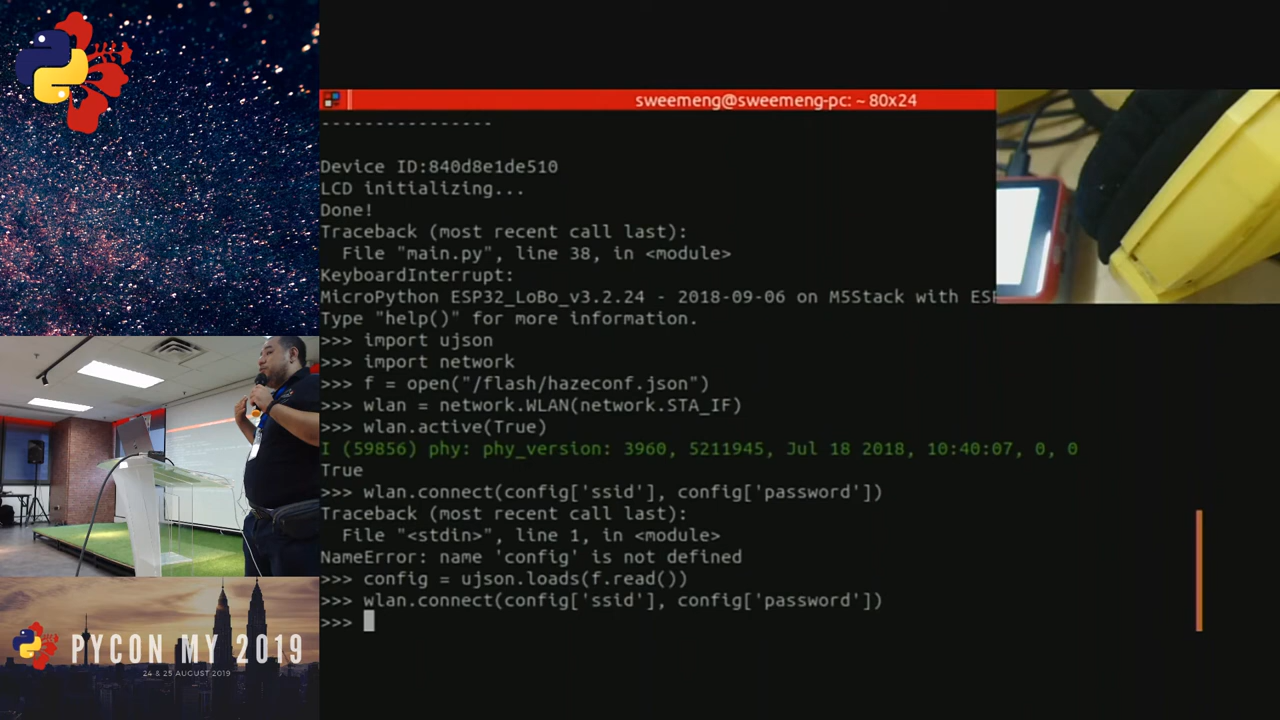 sweemeng@sweemeng-pc: ~ 80x24
----------------
Device ID:840d8e1de510
LCD initializing...
Done!
Traceback (most recent call last):
  File "main.py", line 38, in <module>
KeyboardInterrupt:
MicroPython ESP32_LoBo_v3.2.24 - 2018-09-06 on M5Stack with ESP
Type "help()" for more information.
>>> import ujson
>>> import network
>>> f = open("/flash/hazeconf.json")
>>> wlan = network.WLAN(network.STA_IF)
>>> wlan.active(True)
I (59856) phy: phy_version: 3960, 5211945, Jul 18 2018, 10:40:07, 0, 0
True
>>> wlan.connect(config['ssid'], config['password'])
Traceback (most recent call last):
  File "<stdin>", line 1, in <module>
NameError: name 'config' is not defined
>>> config = ujson.loads(f.read())
>>> wlan.connect(config['ssid'], config['password'])
>>>
PYCON MY 2019
24 & 25 AUGUST 2019